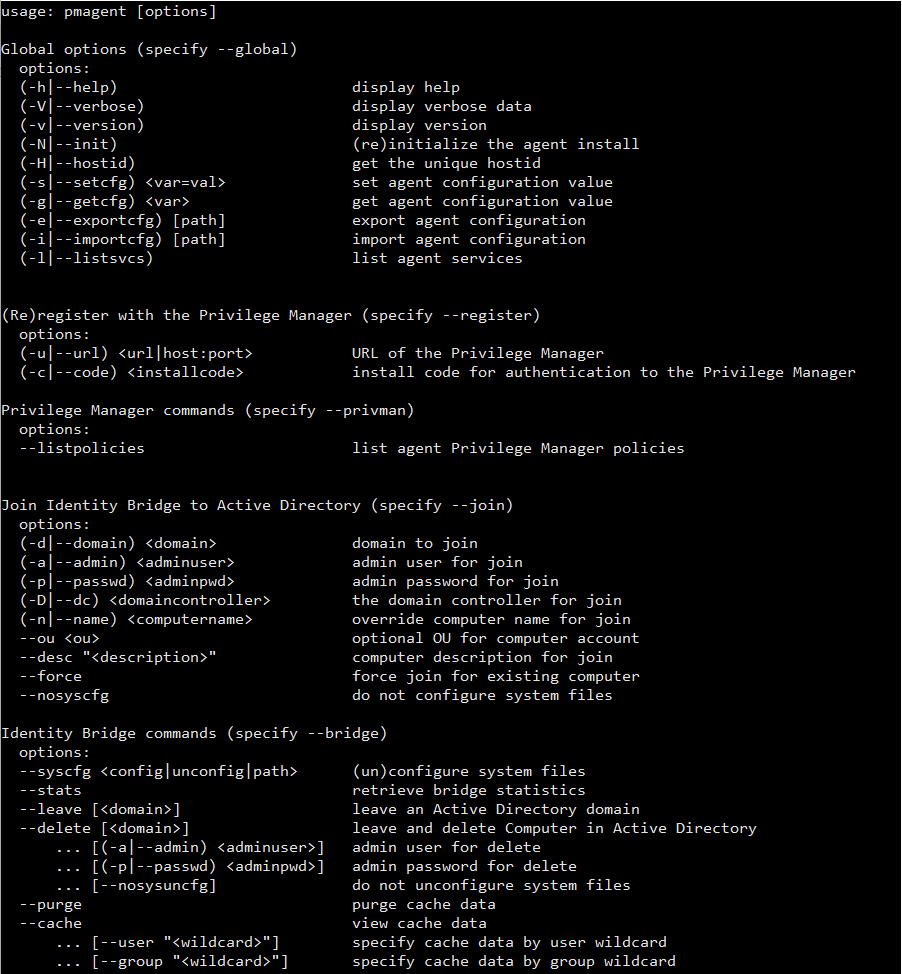 usage: pmagent [options]
Global options (specify --global)
options:
(-h|--help) display help
(-V|--verbose) display verbose data
(-v|--version) display version
(-N|--init) (re)initialize the agent install
(-H|--hostid) get the unique hostid
(-s|--setcfg) <var=val> set agent configuration value
(-g|--getcfg) <var> get agent configuration value
(-e|--exportcfg) [path] export agent configuration
(-i|--importcfg) [path] import agent configuration
(-l|--listsvcs) list agent services
(Re)register with the Privilege Manager (specify --register)
options:
(-u|--url) <url|host:port> URL of the Privilege Manager
(-c|--code) <installcode> install code for authentication to the Privilege Manager
Privilege Manager commands (specify --privman)
options:
--listpolicies list agent Privilege Manager policies
Join Identity Bridge to Active Directory (specify --join)
options:
(-d|--domain) <domain> domain to join
(-a|--admin) <adminuser> admin user for join
(-p|--passwd) <adminpwd> admin password for join
(-D|--dc) <domaincontroller> the domain controller for join
(-n|--name) <computername> override computer name for join
--ou <ou> optional OU for computer account
--desc "<description>" computer description for join
--force force join for existing computer
--nosyscfg do not configure system files
Identity Bridge commands (specify --bridge)
options:
--syscfg <config|unconfig|path> (un)configure system files
--stats retrieve bridge statistics
--leave [<domain>] leave an Active Directory domain
--delete [<domain>] leave and delete Computer in Active Directory
... [(-a|--admin) <adminuser>] admin user for delete
... [(-p|--passwd) <adminpwd>] admin password for delete
... [--nosysuncfg] do not unconfigure system files
--purge purge cache data
--cache view cache data
... [--user "<wildcard>"] specify cache data by user wildcard
... [--group "<wildcard>"] specify cache data by group wildcard